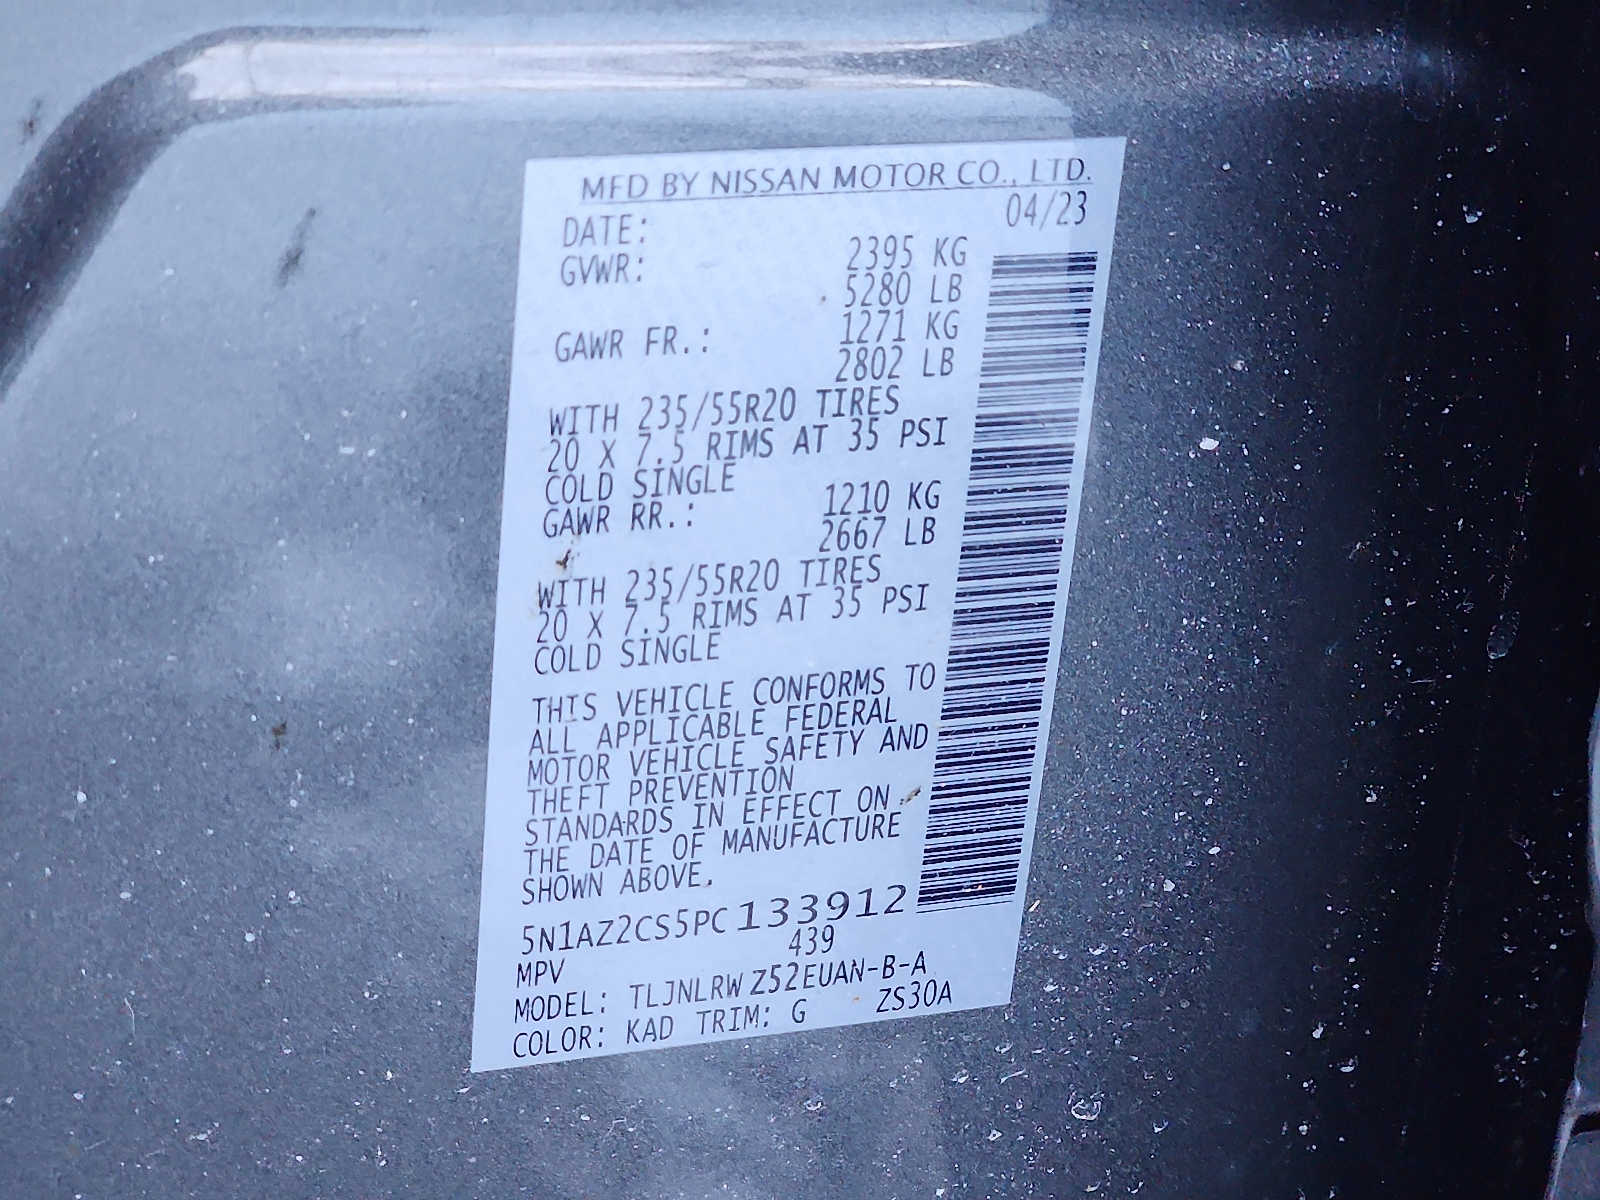 MFD BY NISSAN MOTOR CO., LTD.
DATE: 04/23
GVWR: 2395 KG
5280 LB
GAWR FR.: 1271 KG
2802 LB
WITH 235/55R20 TIRES
20 X 7.5 RIMS AT 35 PSI
COLD SINGLE
GAWR RR.: 1210 KG
2667 LB
WITH 235/55R20 TIRES
20 X 7.5 RIMS AT 35 PSI
COLD SINGLE
THIS VEHICLE CONFORMS TO
ALL APPLICABLE FEDERAL
MOTOR VEHICLE SAFETY AND
THEFT PREVENTION
STANDARDS IN EFFECT ON
THE DATE OF MANUFACTURE
SHOWN ABOVE.
5N1AZ2CS5PC133912
MPV 439
MODEL: TLJNLRW Z52EUAN-B-A
COLOR: KAD TRIM: G ZS30A